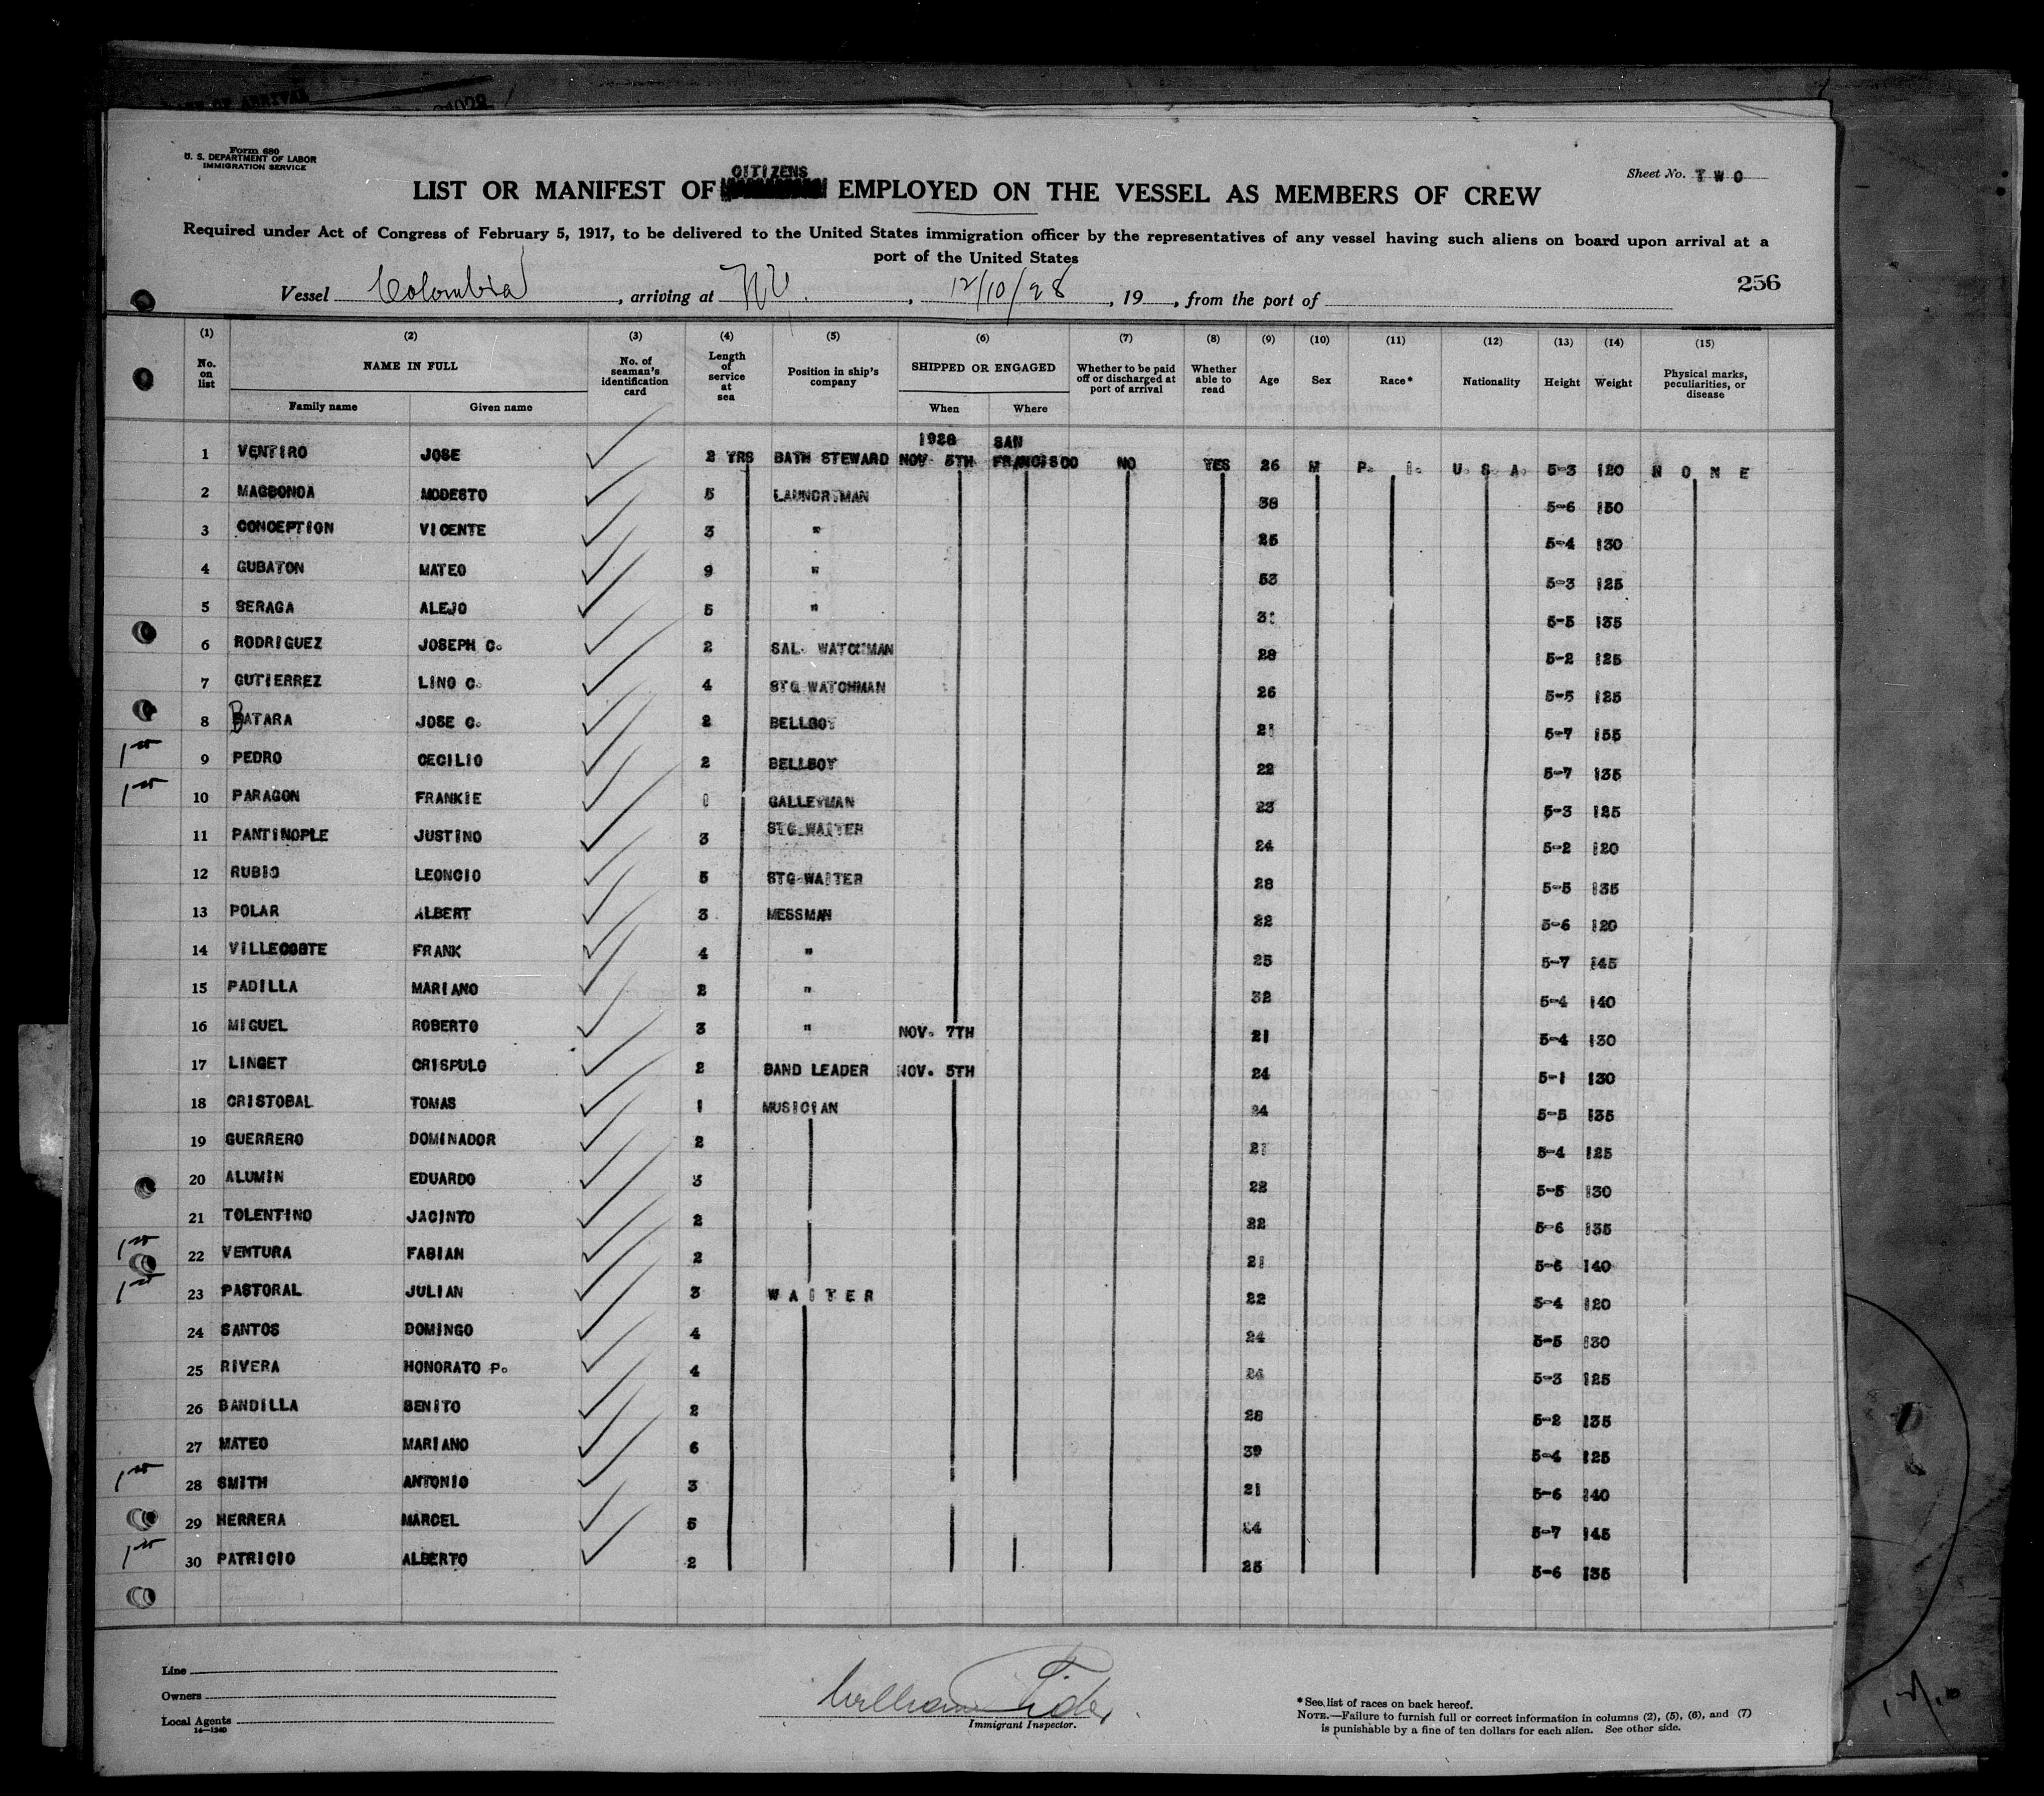 Form 680
U. S. DEPARTMENT OF LABOR
IMMIGRATION SERVICE
Sheet No. TWO
CITIZENS
LIST OR MANIFEST OF EMPLOYED ON THE VESSEL AS MEMBERS OF CREW
Required under Act of Congress of February 5, 1917, to be delivered to the United States immigration officer by the representatives of any vessel having such aliens on board upon arrival at a
port of the United States
256
Vessel Colombia, arriving at NY., 12/10/28, 19, from the port of
(1) (2) (3) (4) (5) (6) (7) (8) (9) (10) (11) (12) (13) (14) (15)
No. on list NAME IN FULL No. of seaman's identification card Length of service at sea Position in ship's company SHIPPED OR ENGAGED Whether to be paid off or discharged at port of arrival Whether able to read Age Sex Race* Nationality Height Weight Physical marks, peculiarities, or disease
Family name Given name When Where
1928 SAN
1 VENTIRO JOSE 2 YRS BATH STEWARD NOV. 5TH FRANCISCO NO YES 26 M P. I. U. S. A. 5-3 120 NONE
2 MAGBONOA MODESTO 5 LAUNDRYMAN 38 5-6 150
3 CONCEPTION VICENTE 3 " 25 5-4 130
4 GUBATON MATEO 9 " 53 5-3 125
5 SERAGA ALEJO 5 " 31 5-5 135
6 RODRIGUEZ JOSEPH C. 2 SAL. WATCHMAN 28 5-2 125
7 GUTIERREZ LINO C. 4 STG WATCHMAN 26 5-5 125
8 BATARA JOSE C. 2 BELLBOY 21 5-7 155
9 PEDRO CECILIO 2 BELLBOY 22 5-7 135
10 PARAGON FRANKIE 1 GALLEYMAN 23 5-3 125
11 PANTINOPLE JUSTINO 3 STG WAITER 24 5-2 120
12 RUBIO LEONCIO 5 STG WAITER 28 5-5 135
13 POLAR ALBERT 3 MESSMAN 22 5-6 120
14 VILLECOSTE FRANK 4 " 25 5-7 145
15 PADILLA MARIANO 2 " 32 5-4 140
16 MIGUEL ROBERTO 3 " NOV. 7TH 21 5-4 130
17 LINGET CRISPULO 2 BAND LEADER NOV. 5TH 24 5-1 130
18 CRISTOBAL TOMAS 1 MUSICIAN 24 5-5 135
19 GUERRERO DOMINADOR 2 21 5-4 125
20 ALUMIN EDUARDO 3 22 5-5 130
21 TOLENTINO JACINTO 2 22 5-6 135
22 VENTURA FABIAN 2 21 5-6 140
23 PASTORAL JULIAN 3 WAITER 22 5-4 120
24 SANTOS DOMINGO 4 24 5-5 130
25 RIVERA HONORATO P. 4 24 5-3 125
26 BANDILLA BENITO 2 28 5-2 135
27 MATEO MARIANO 6 39 5-4 125
28 SMITH ANTONIO 3 21 5-6 140
29 HERRERA MARCEL 5 24 5-7 145
30 PATRICIO ALBERTO 2 25 5-6 135
Line
Owners
Local Agents
14—1240
William
Immigrant Inspector.
*See list of races on back hereof.
NOTE.—Failure to furnish full or correct information in columns (2), (5), (6), and (7)
is punishable by a fine of ten dollars for each alien. See other side.